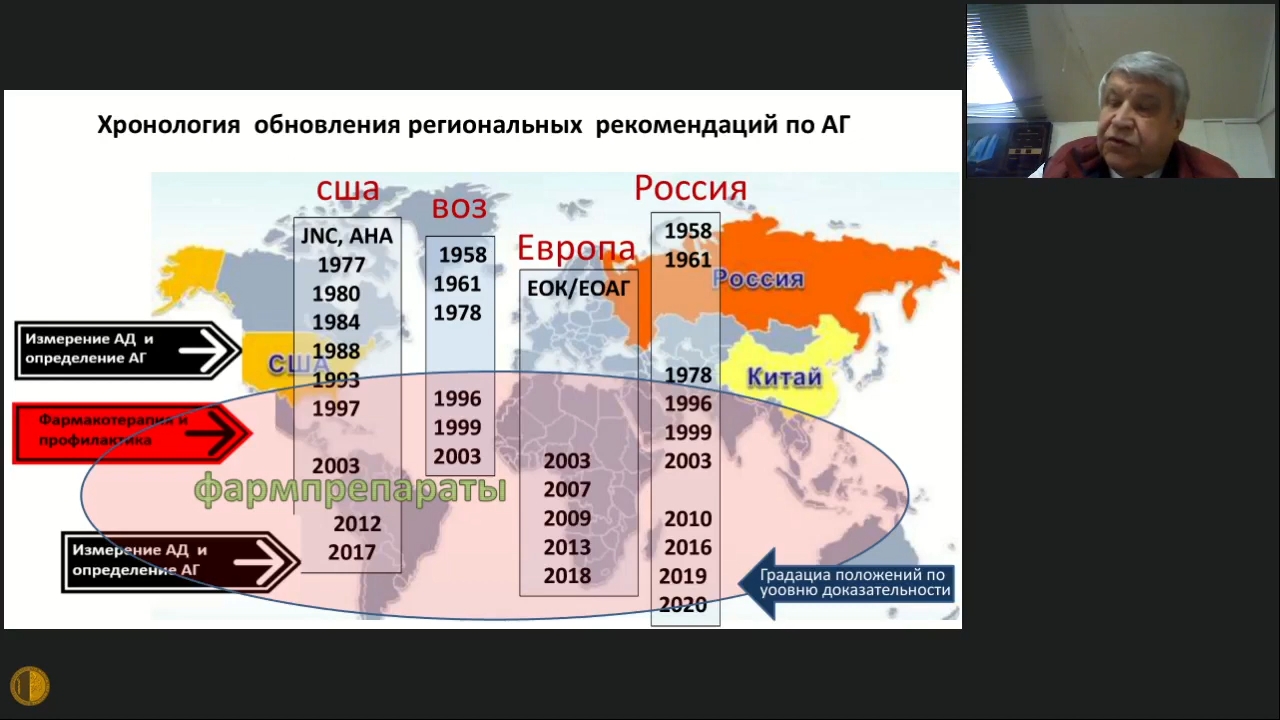 Хронология обновления региональных рекомендаций по АГ
сша
JNC, AHA
1977
1980
1984
1988
1993
1997
2003
2012
2017
воз
1958
1961
1978
1996
1999
2003
Европа
ЕОК/ЕОАГ
2003
2007
2009
2013
2018
Россия
1958
1961
1978
1996
1999
2003
2010
2016
2019
2020
Россия
Китай
США
Измерение АД и
определение АГ
Фармакотерапия и
профилактика
фармпрепараты
Измерение АД и
определение АГ
Градациа положений по
уоовню доказательности